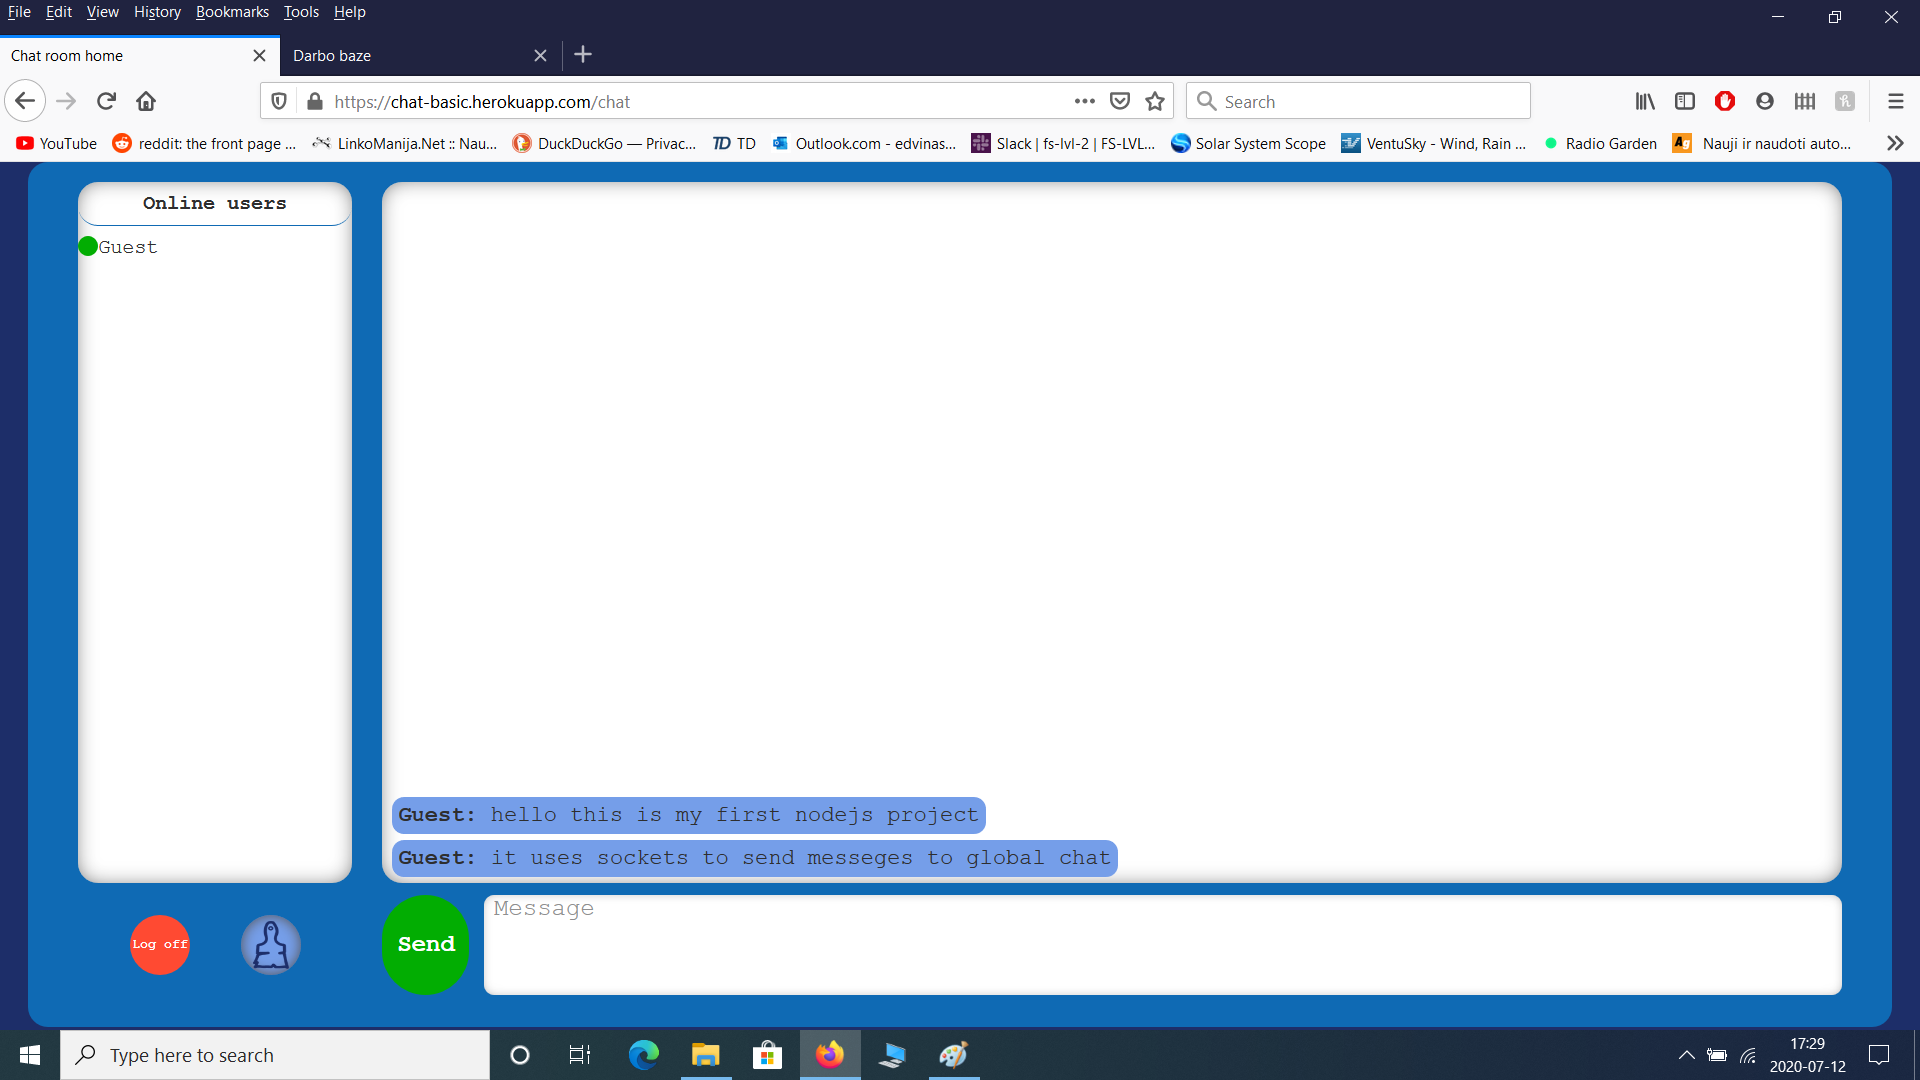 File Edit View History Bookmarks Tools Help
Chat room home
Darbo baze
https://chat-basic.herokuapp.com/chat
Search
YouTube
reddit: the front page ...
LinkoManija.Net :: Nau...
DuckDuckGo — Privac...
TD TD
Outlook.com - edvinas...
Slack | fs-lvl-2 | FS-LVL...
Solar System Scope
VentuSky - Wind, Rain ...
Radio Garden
Ag Nauji ir naudoti auto...
Online users
Guest
Guest: hello this is my first nodejs project
Guest: it uses sockets to send messeges to global chat
Log off
Send
Message
Type here to search
17:29
2020-07-12